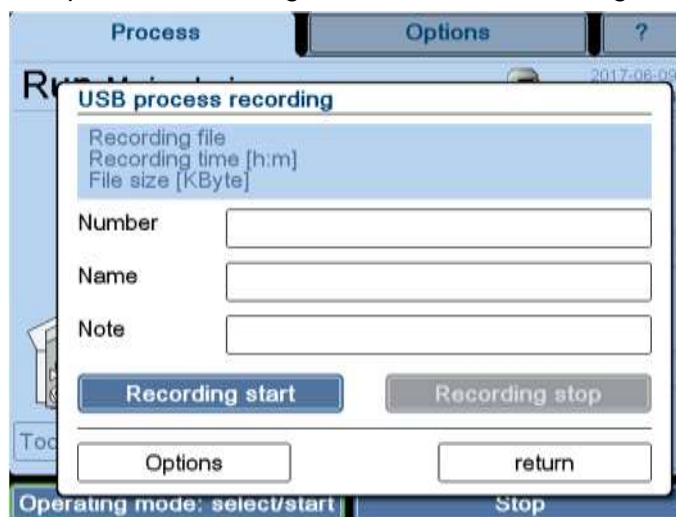 Process Options ?
2017-06-09
USB process recording
Recording file
Recording time [h:m]
File size [KByte]
Number
Name
Note
Recording start Recording stop
Options return
Operating mode: select/start Stop